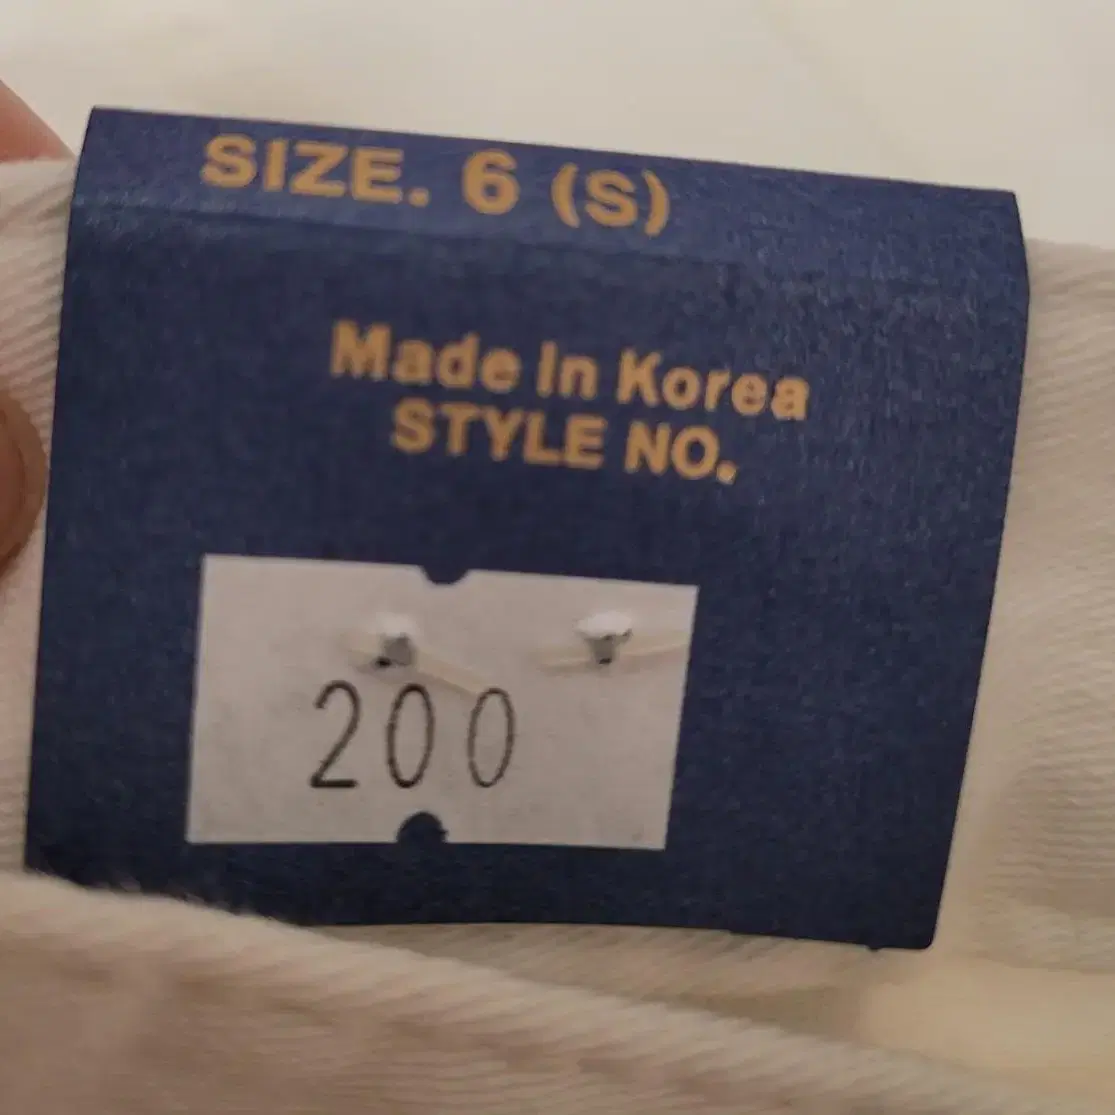 SIZE. 6 (S)
Made In Korea
STYLE NO.
200